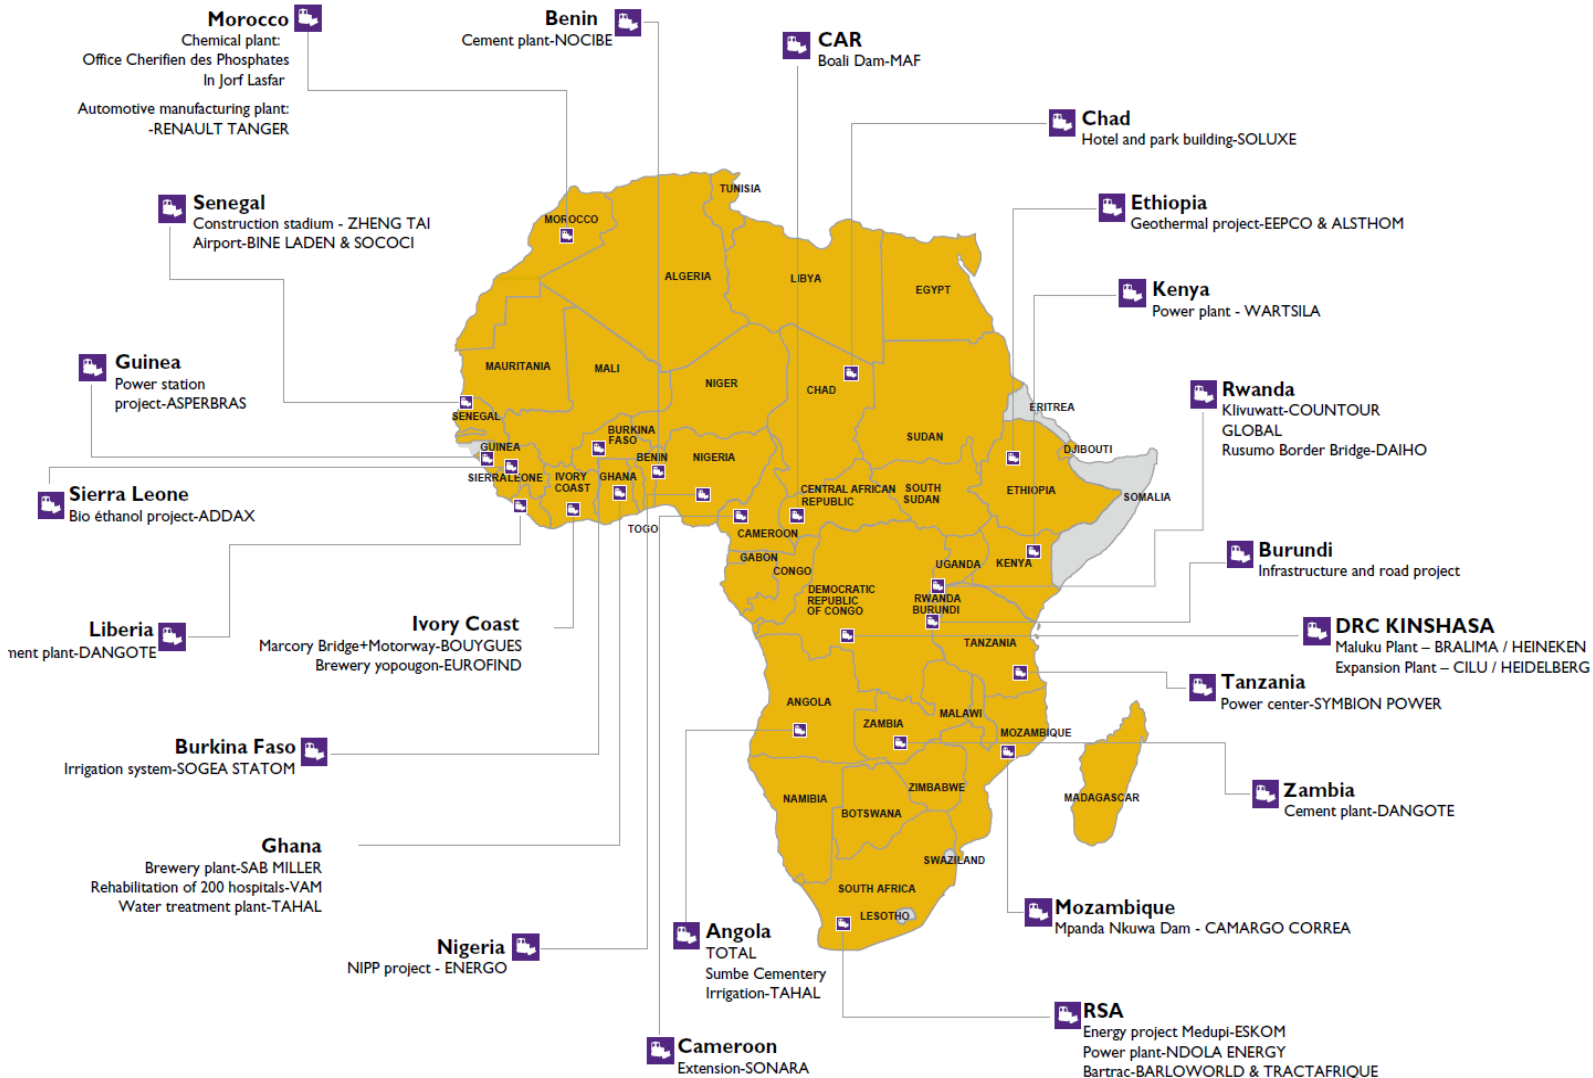 Morocco
Chemical plant:
Office Cherifien des Phosphates
In Jorf Lasfar
Automotive manufacturing plant:
-RENAULT TANGER
Benin
Cement plant-NOCIBE
CAR
Boali Dam-MAF
Chad
Hotel and park building-SOLUXE
Senegal
Construction stadium - ZHENG TAI
Airport-BINE LADEN & SOCOCI
Ethiopia
Geothermal project-EEPCO & ALSTHOM
Kenya
Power plant - WARTSILA
Guinea
Power station
project-ASPERBRAS
Rwanda
Klivuwatt-COUNTOUR
GLOBAL
Rusumo Border Bridge-DAIHO
Sierra Leone
Bio éthanol project-ADDAX
Burundi
Infrastructure and road project
Liberia
ment plant-DANGOTE
Ivory Coast
Marcory Bridge+Motorway-BOUYGUES
Brewery yopougon-EUROFIND
DRC KINSHASA
Maluku Plant – BRALIMA / HEINEKEN
Expansion Plant – CILU / HEIDELBERG
Tanzania
Power center-SYMBION POWER
Burkina Faso
Irrigation system-SOGEA STATOM
Zambia
Cement plant-DANGOTE
Ghana
Brewery plant-SAB MILLER
Rehabilitation of 200 hospitals-VAM
Water treatment plant-TAHAL
Mozambique
Mpanda Nkuwa Dam - CAMARGO CORREA
Nigeria
NIPP project - ENERGO
Angola
TOTAL
Sumbe Cementery
Irrigation-TAHAL
RSA
Energy project Medupi-ESKOM
Power plant-NDOLA ENERGY
Bartrac-BARLOWORLD & TRACTAFRIQUE
Cameroon
Extension-SONARA
TUNISIA
MOROCCO
ALGERIA
LIBYA
EGYPT
MAURITANIA
MALI
NIGER
CHAD
ERITREA
SENEGAL
BURKINA
FASO
SUDAN
DJIBOUTI
GUINEA
BENIN
NIGERIA
SIERRALEONE
IVORY
COAST
GHANA
CENTRAL AFRICAN
REPUBLIC
SOUTH
SUDAN
ETHIOPIA
SOMALIA
TOGO
CAMEROON
GABON
CONGO
UGANDA
KENYA
DEMOCRATIC
REPUBLIC
OF CONGO
RWANDA
BURUNDI
TANZANIA
ANGOLA
ZAMBIA
MALAWI
MOZAMBIQUE
NAMIBIA
ZIMBABWE
BOTSWANA
MADAGASCAR
SWAZILAND
SOUTH AFRICA
LESOTHO